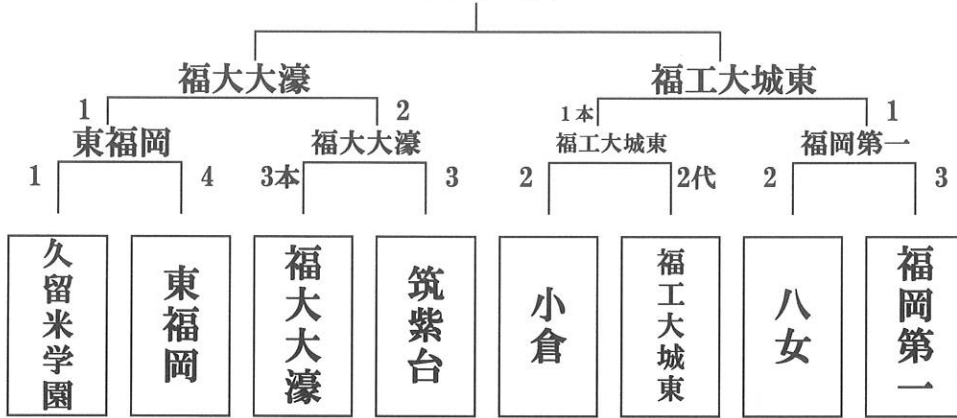 福大大濠
福工大城東
1
2
1本
1
東福岡
福大大濠
福工大城東
福岡第一
1
4
3本
3
2
2代
2
3
久留米学園
東福岡
福大大濠
筑紫台
小倉
福工大城東
八女
福岡第一